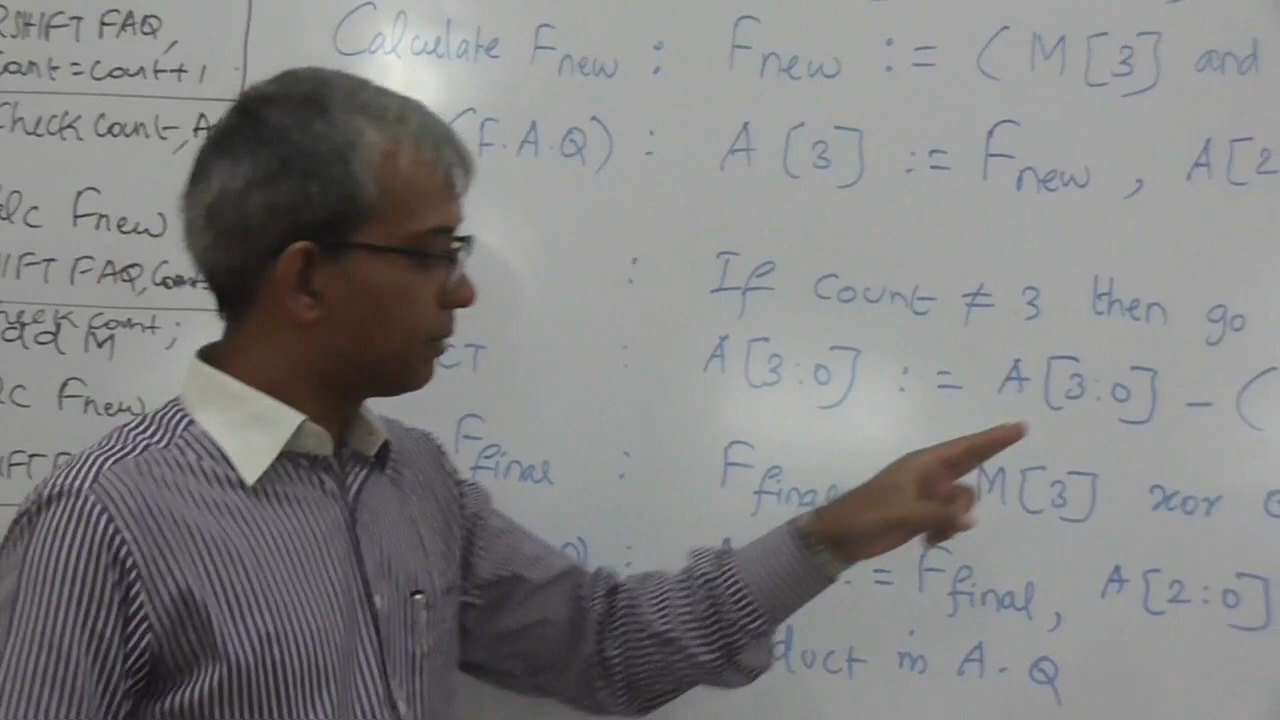 RSHIFT FAQ,
Count = Count + 1
Check Count, A
Calculate Fnew : Fnew := ( M[3] and
(F.A.Q) : A[3] := Fnew , A[2
Fnew
IFT FAQ, Count
: If Count ≠ 3 then go
Count ;
dd M
CT : A[3:0] := A[3:0] - (
Fnew
Ffinal : Ffinal M[3] xor
:
= Ffinal, A[2:0]
duct in A.Q